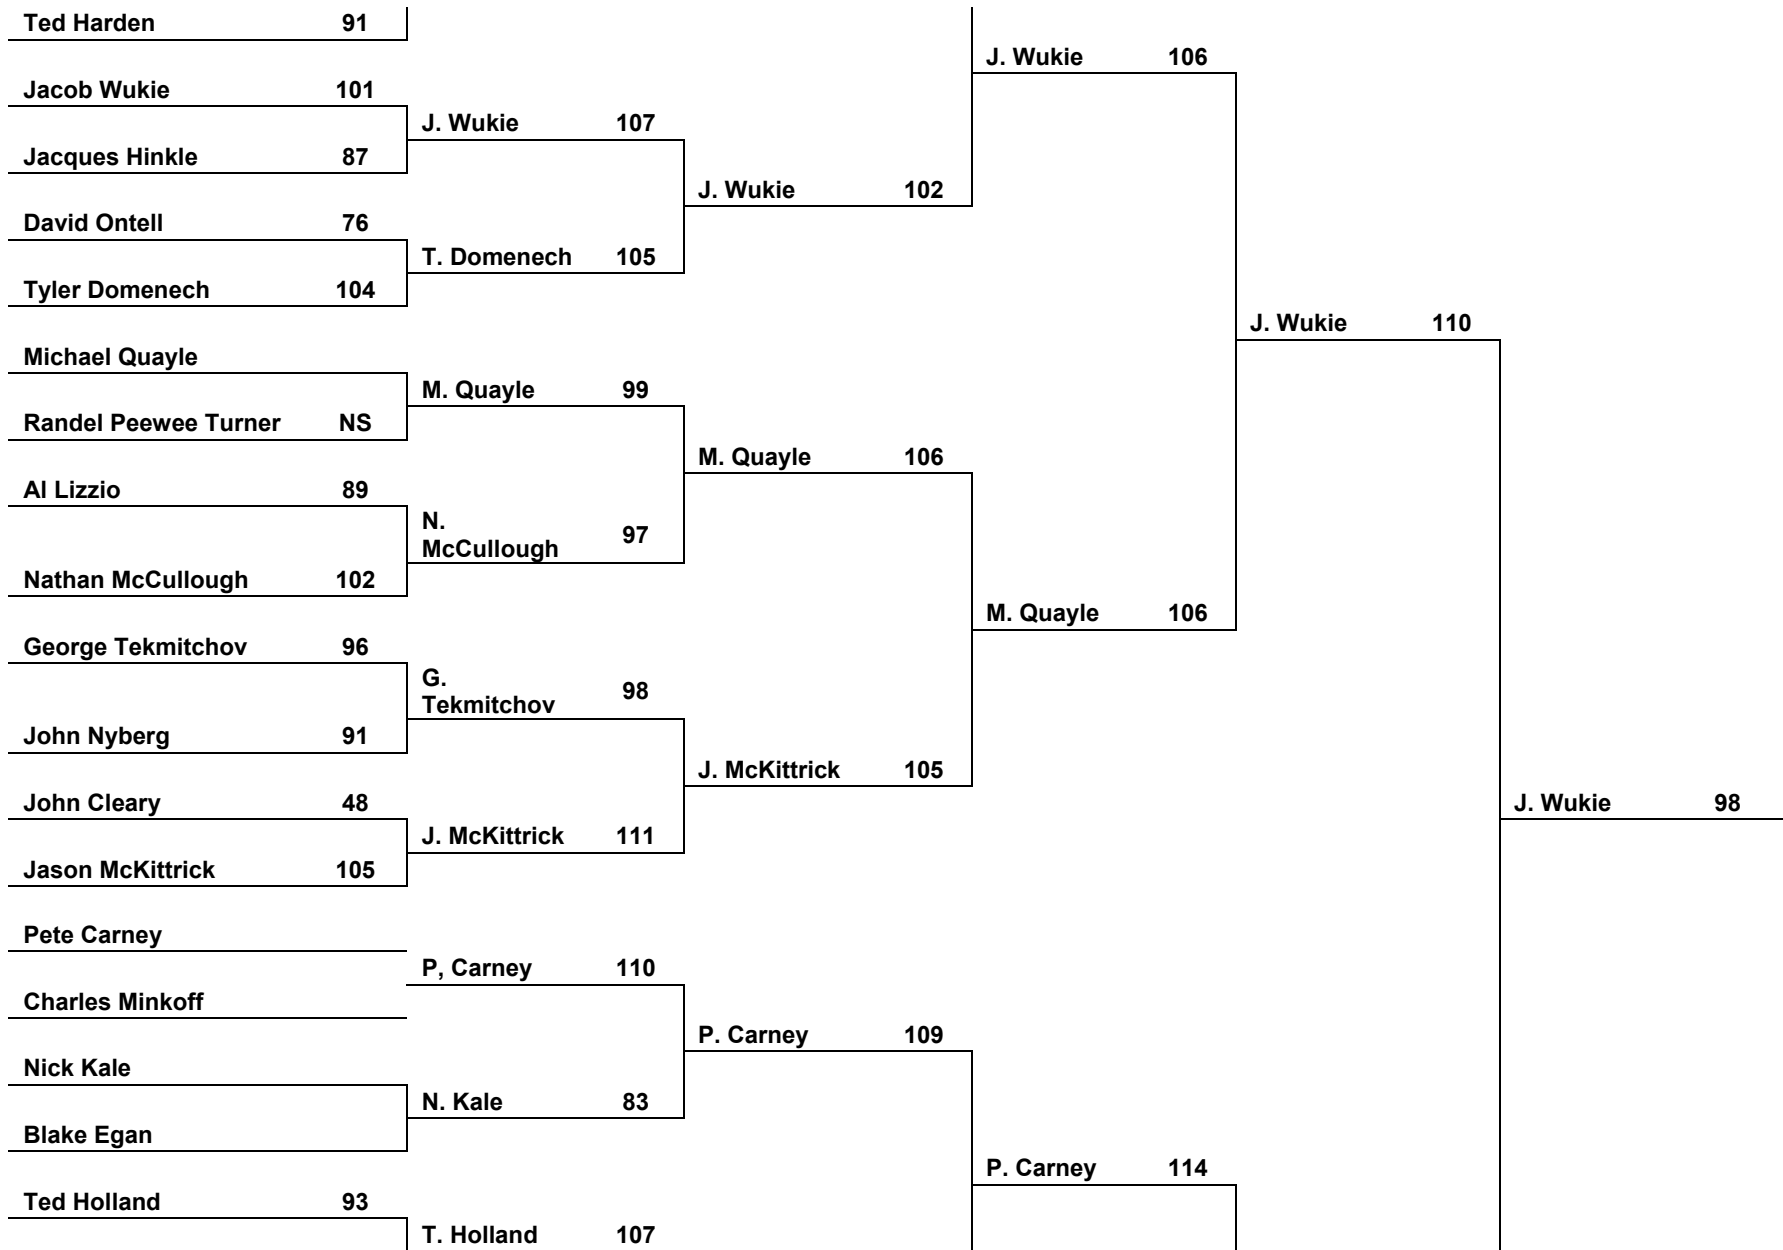 Ted Harden 91
J. Wukie 106
Jacob Wukie 101
J. Wukie 107
Jacques Hinkle 87
J. Wukie 102
David Ontell 76
T. Domenech 105
Tyler Domenech 104
J. Wukie 110
Michael Quayle
M. Quayle 99
Randel Peewee Turner NS
M. Quayle 106
Al Lizzio 89
N.
McCullough 97
Nathan McCullough 102
M. Quayle 106
George Tekmitchov 96
G.
Tekmitchov 98
John Nyberg 91
J. McKittrick 105
John Cleary 48
J. Wukie 98
J. McKittrick 111
Jason McKittrick 105
Pete Carney
P, Carney 110
Charles Minkoff
P. Carney 109
Nick Kale
N. Kale 83
Blake Egan
P. Carney 114
Ted Holland 93
T. Holland 107